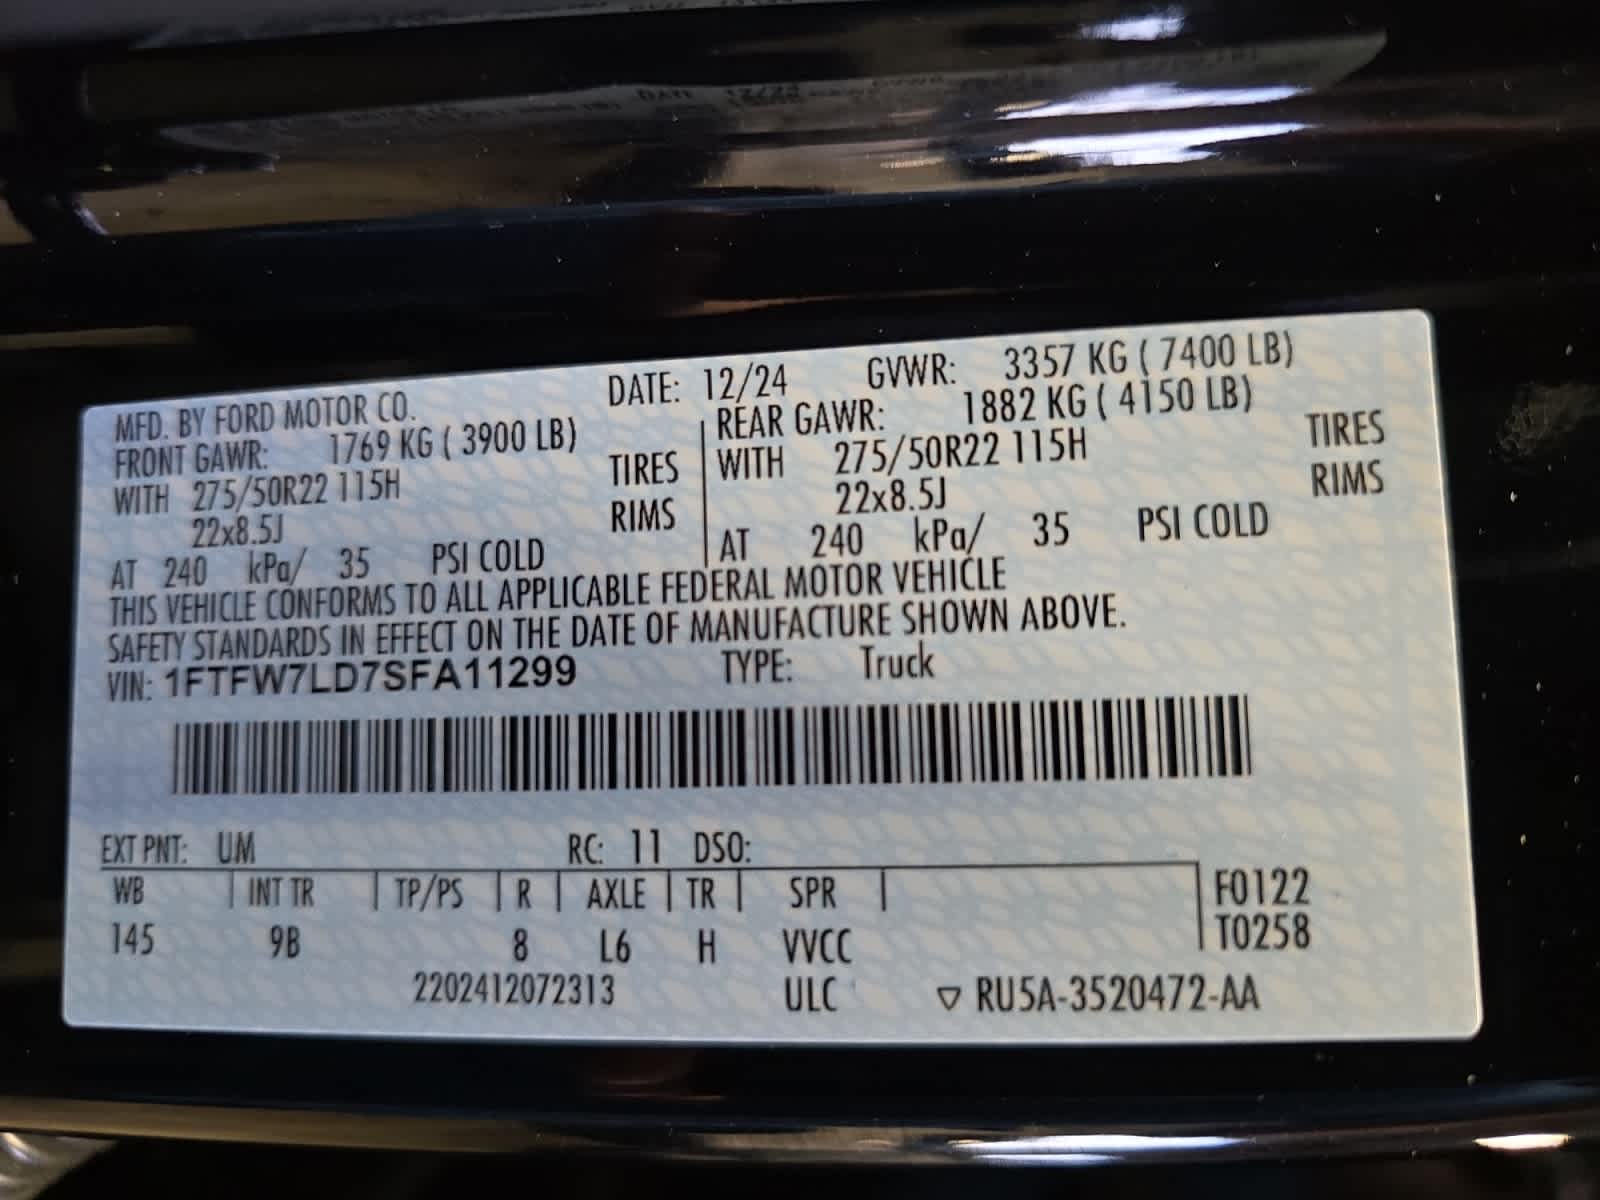 MFD. BY FORD MOTOR CO. DATE: 12/24 GVWR: 3357 KG ( 7400 LB)
FRONT GAWR: 1769 KG ( 3900 LB) REAR GAWR: 1882 KG ( 4150 LB)
WITH 275/50R22 115H TIRES WITH 275/50R22 115H TIRES
22x8.5J RIMS 22x8.5J RIMS
AT 240 kPa/ 35 PSI COLD AT 240 kPa/ 35 PSI COLD
THIS VEHICLE CONFORMS TO ALL APPLICABLE FEDERAL MOTOR VEHICLE
SAFETY STANDARDS IN EFFECT ON THE DATE OF MANUFACTURE SHOWN ABOVE.
VIN: 1FTFW7LD7SFA11299 TYPE: Truck
EXT PNT: UM RC: 11 DSO:
WB INT TR TP/PS R AXLE TR SPR F0122
145 9B 8 L6 H VVCC T0258
2202412072313 ULC ▽ RU5A-3520472-AA